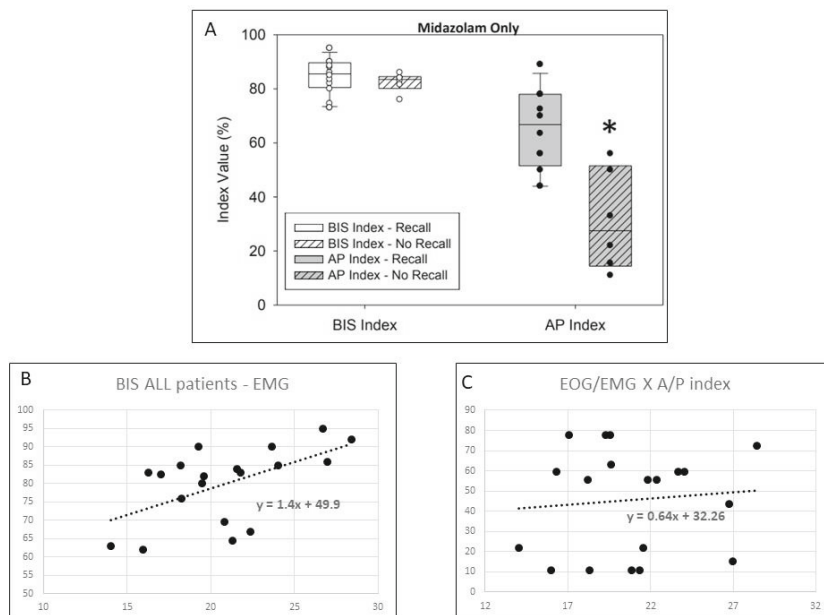 A
Midazolam Only
Index Value (%)
100
80
60
40
20
0
*
BIS Index - Recall
BIS Index - No Recall
AP Index - Recall
AP Index - No Recall
BIS Index
AP Index
B
BIS ALL patients - EMG
100
95
90
85
80
75
70
65
60
55
50
y = 1.4x + 49.9
10
15
20
25
30
C
EOG/EMG X A/P index
90
80
70
60
50
40
30
20
10
0
y = 0.64x + 32.26
12
17
22
27
32